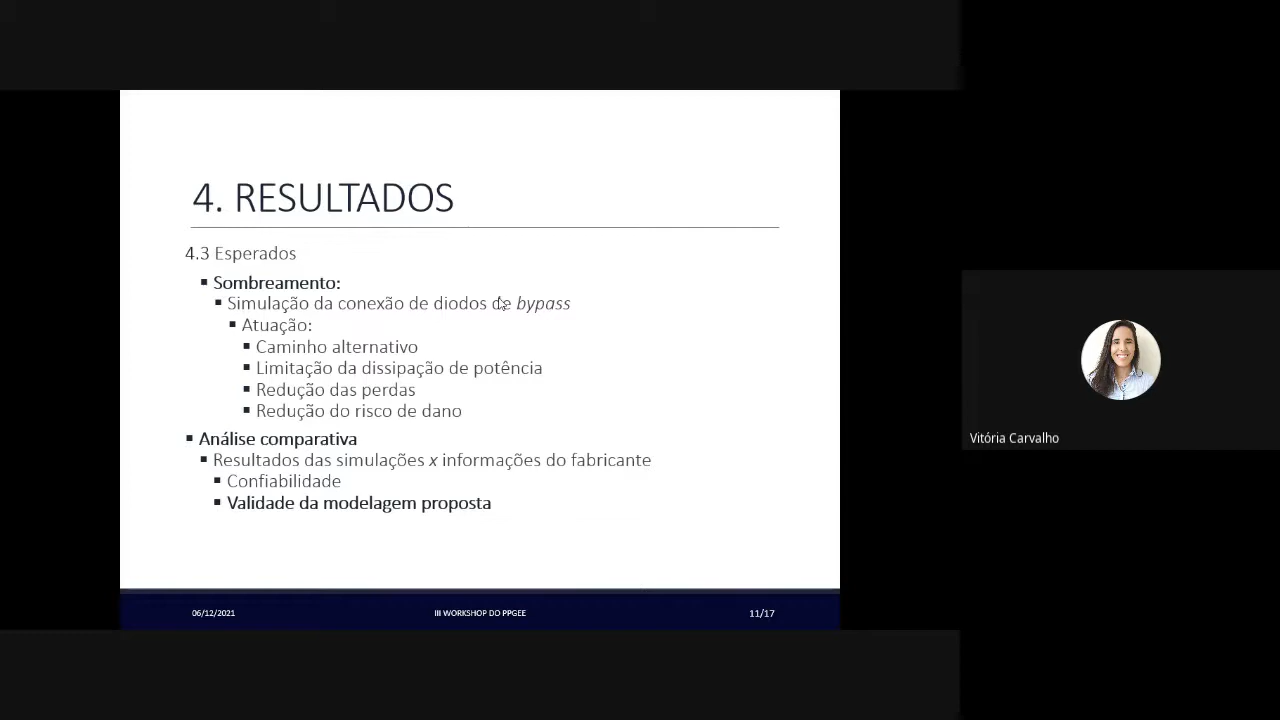 4. RESULTADOS
4.3 Esperados
▪ Sombreamento:
▪ Simulação da conexão de diodos de bypass
▪ Atuação:
▪ Caminho alternativo
▪ Limitação da dissipação de potência
▪ Redução das perdas
▪ Redução do risco de dano
▪ Análise comparativa
▪ Resultados das simulações x informações do fabricante
▪ Confiabilidade
▪ Validade da modelagem proposta
06/12/2021 III WORKSHOP DO PPGEE 11/17
Vitória Carvalho